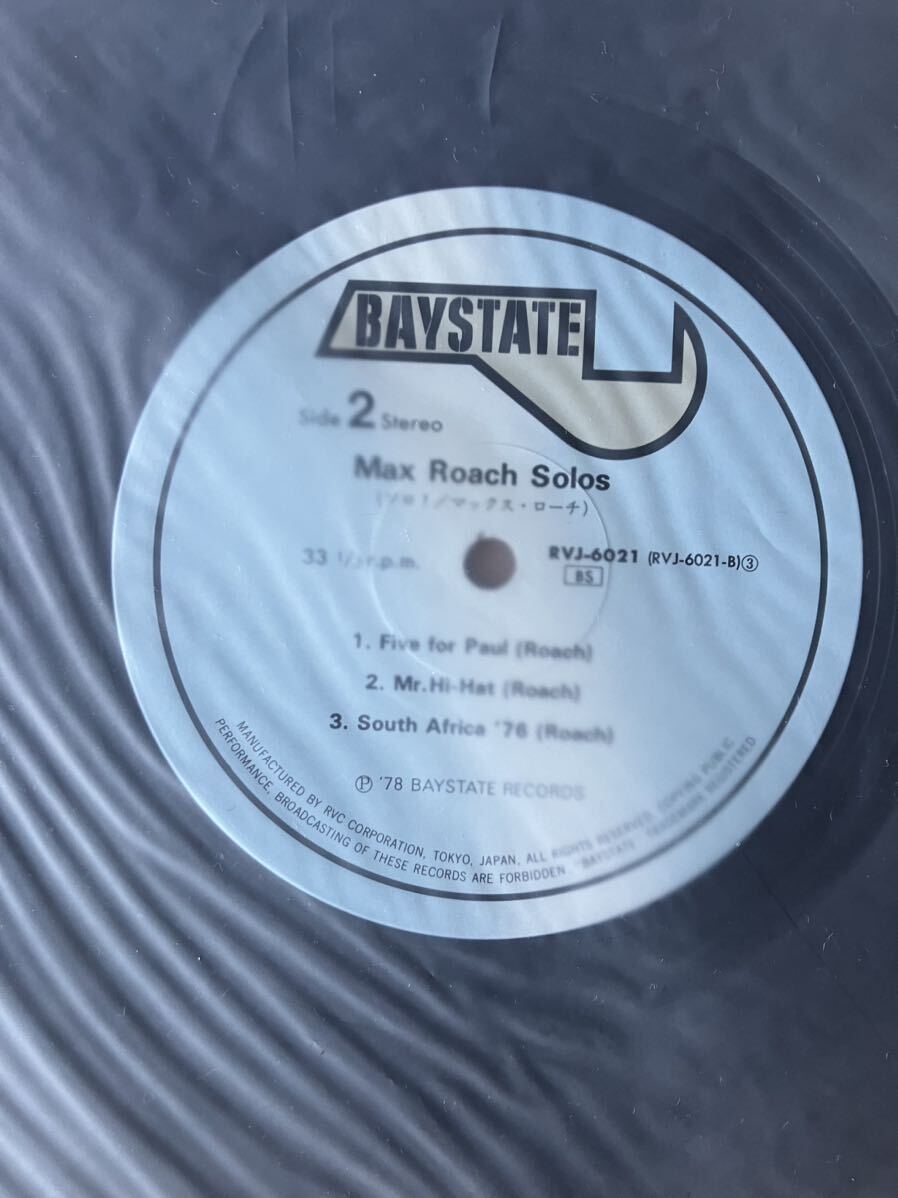 BAYSTATE
Side 2 Stereo
Max Roach Solos
(ソロ!/マックス・ローチ)
33 1/3 r.p.m.
RVJ-6021 (RVJ-6021-B)③
BS
1. Five for Paul (Roach)
2. Mr. Hi-Hat (Roach)
3. South Africa '76 (Roach)
Ⓟ '78 BAYSTATE RECORDS
MANUFACTURED BY RVC CORPORATION, TOKYO, JAPAN, ALL RIGHTS RESERVED. COPYING, PUBLIC
PERFORMANCE, BROADCASTING OF THESE RECORDS ARE FORBIDDEN. "BAYSTATE" TRADEMARK REGISTERED